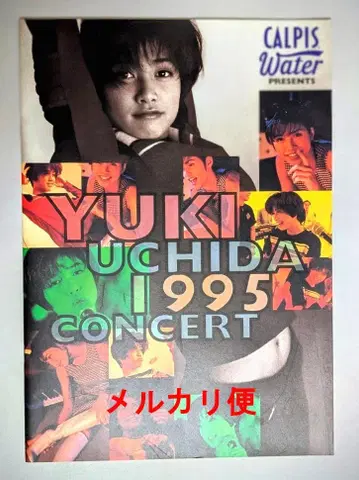 CALPIS
Water
PRESENTS
YUKI
UCHIDA
1995
CONCERT
メルカリ便